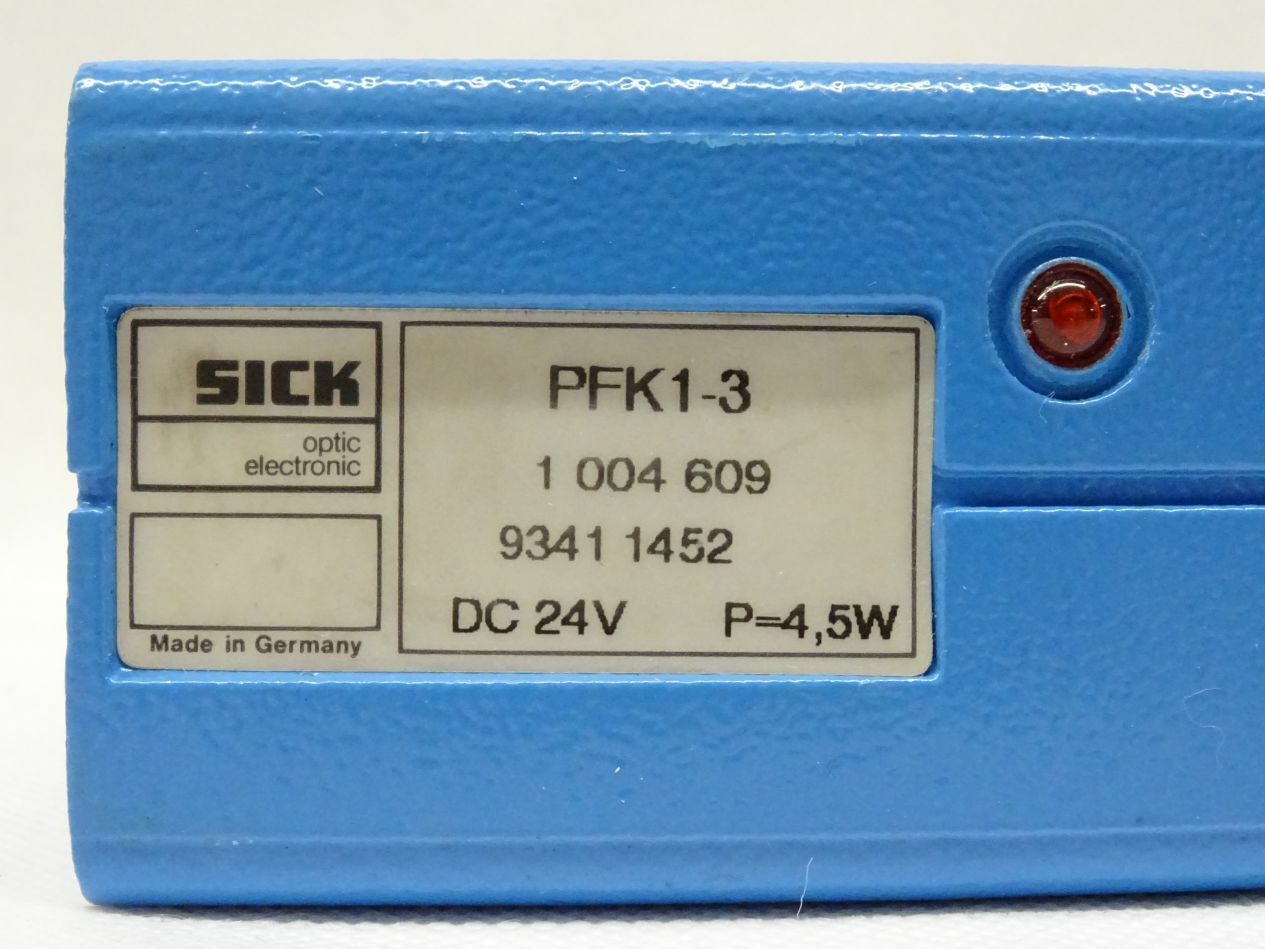 SICK
optic
electronic
Made in Germany
PFK1-3
1 004 609
9341 1452
DC 24V P=4,5W